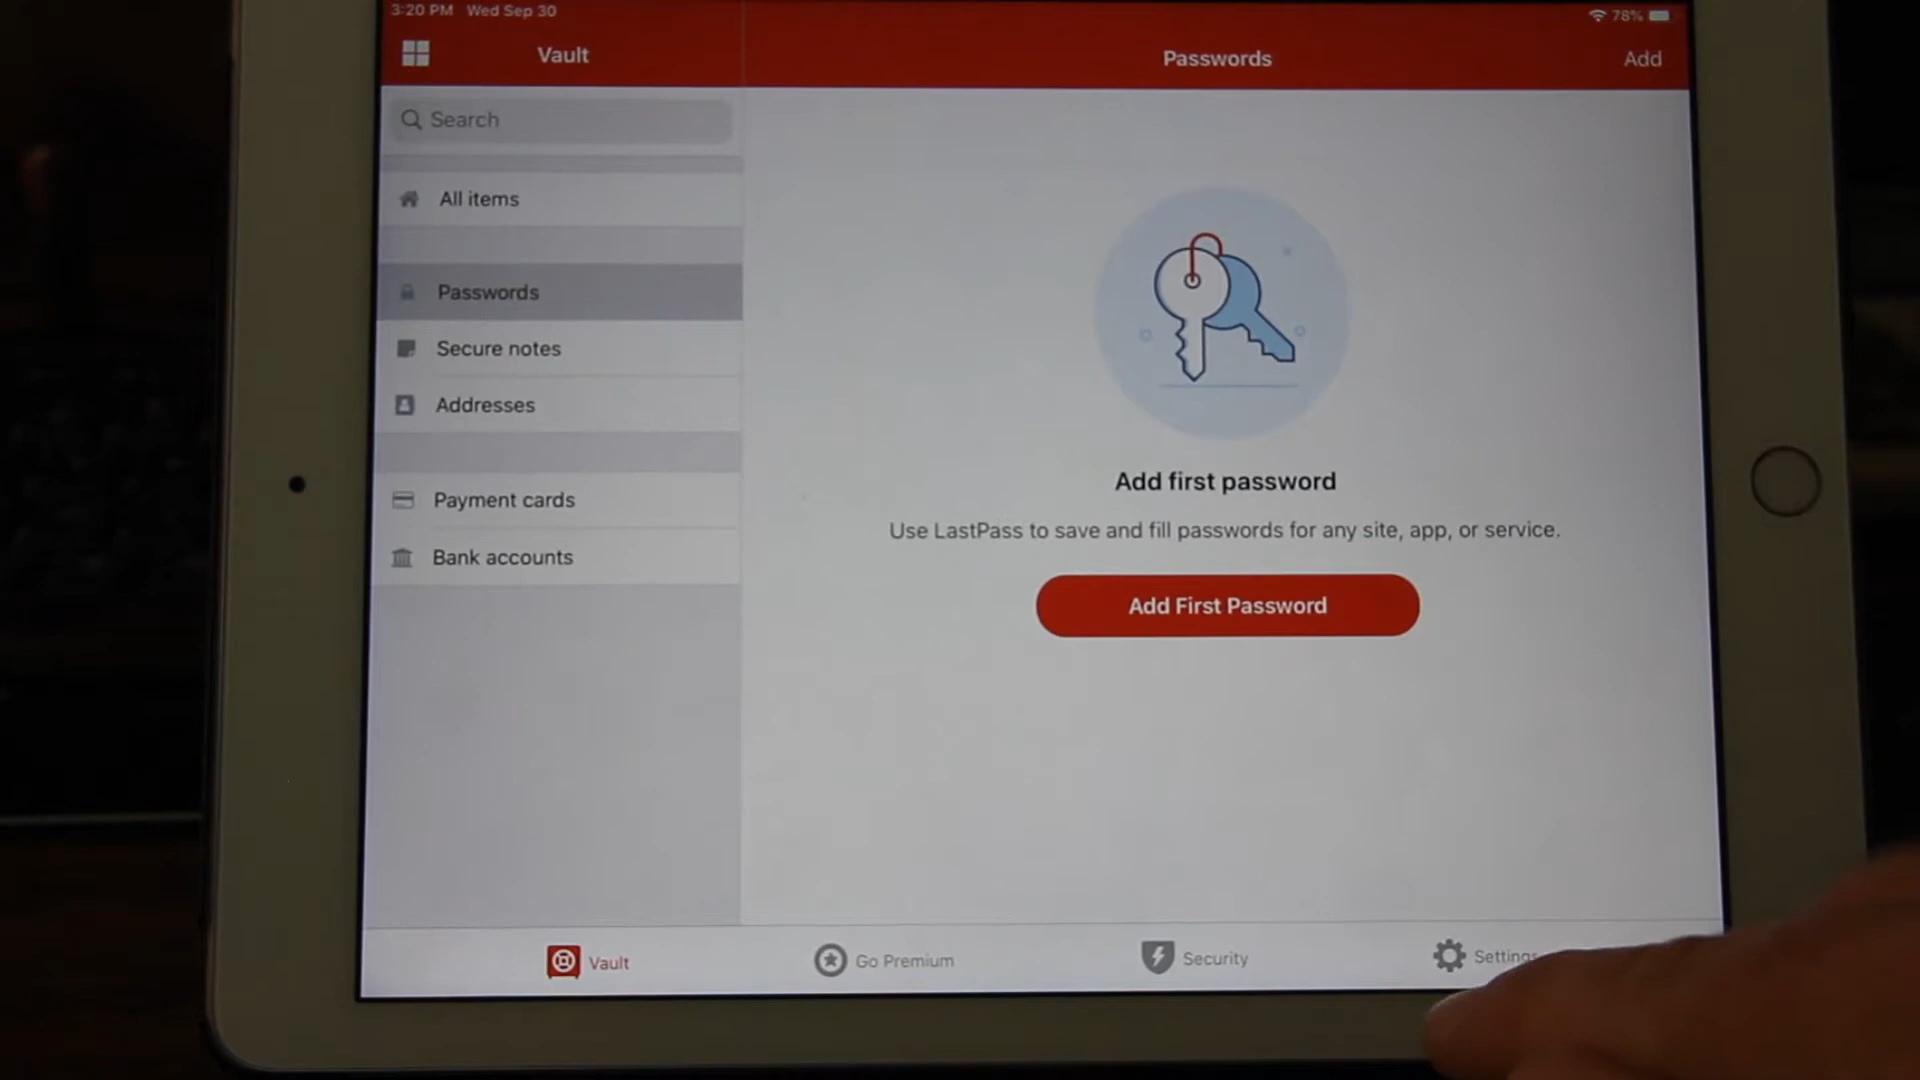 3:20 PM Wed Sep 30
78%
Vault
Passwords
Add
Search
All items
Passwords
Secure notes
Addresses
Payment cards
Bank accounts
Add first password
Use LastPass to save and fill passwords for any site, app, or service.
Add First Password
Vault
Go Premium
Security
Settings